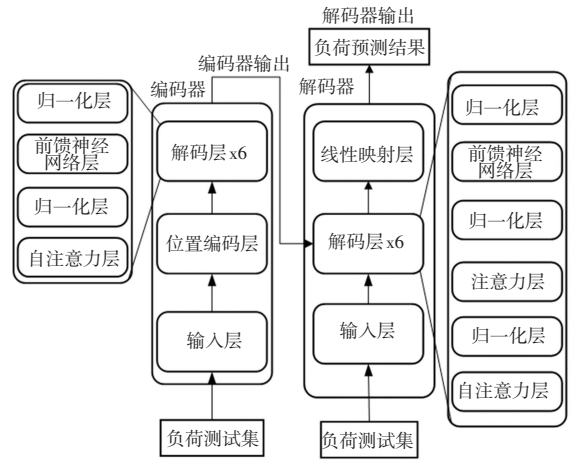 解码器输出
负荷预测结果
编码器输出
编码器
解码器
归一化层
前馈神经
网络层
归一化层
自注意力层
解码层x6
位置编码层
输入层
负荷测试集
线性映射层
解码层x6
输入层
负荷测试集
归一化层
前馈神经
网络层
归一化层
注意力层
归一化层
自注意力层